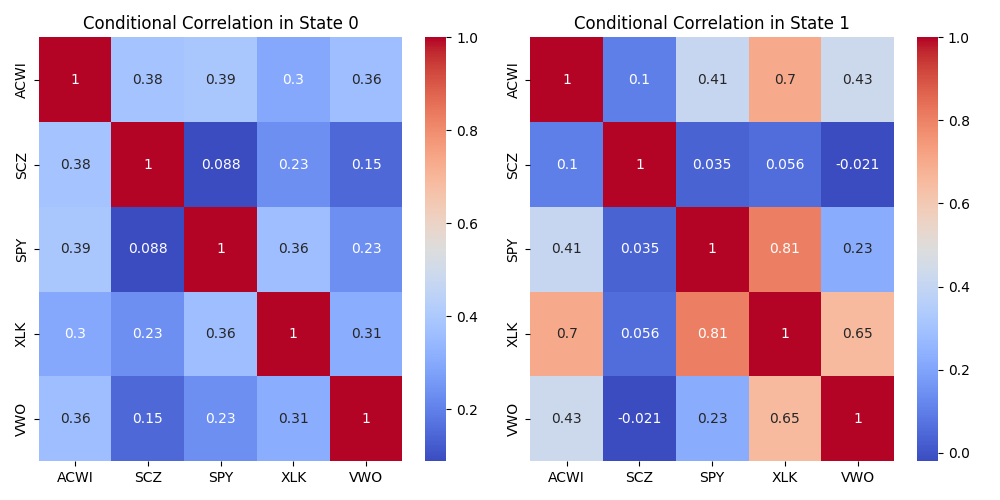 Conditional Correlation in State 0
ACWI 1 0.38 0.39 0.3 0.36
SCZ 0.38 1 0.088 0.23 0.15
SPY 0.39 0.088 1 0.36 0.23
XLK 0.3 0.23 0.36 1 0.31
VWO 0.36 0.15 0.23 0.31 1
ACWI SCZ SPY XLK VWO
1.0
0.8
0.6
0.4
0.2
Conditional Correlation in State 1
ACWI 1 0.1 0.41 0.7 0.43
SCZ 0.1 1 0.035 0.056 -0.021
SPY 0.41 0.035 1 0.81 0.23
XLK 0.7 0.056 0.81 1 0.65
VWO 0.43 -0.021 0.23 0.65 1
ACWI SCZ SPY XLK VWO
1.0
0.8
0.6
0.4
0.2
0.0